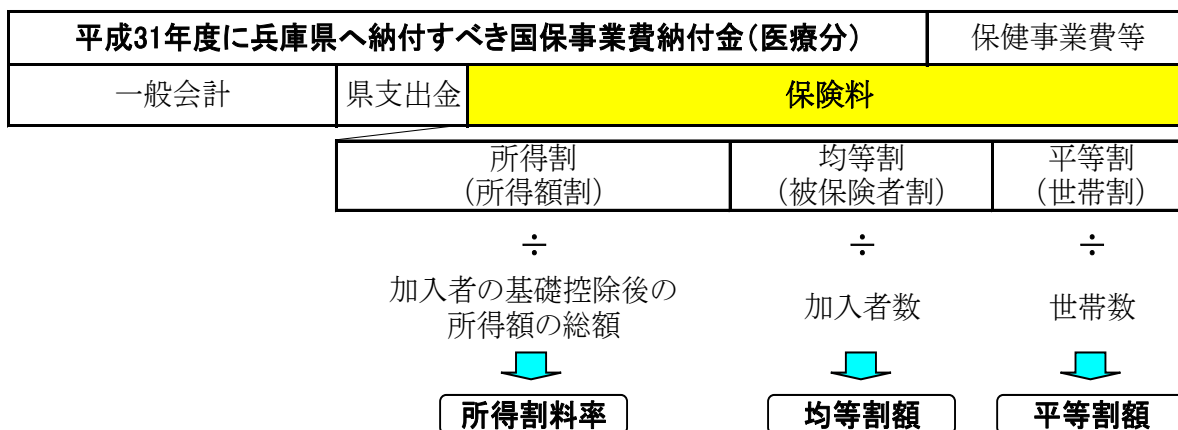 平成31年度に兵庫県へ納付すべき国保事業費納付金(医療分) 保健事業費等
一般会計 県支出金 保険料
所得割 均等割 平等割
(所得額割) (被保険者割) (世帯割)
÷ ÷ ÷
加入者の基礎控除後の
所得額の総額 加入者数 世帯数
所得割料率 均等割額 平等割額